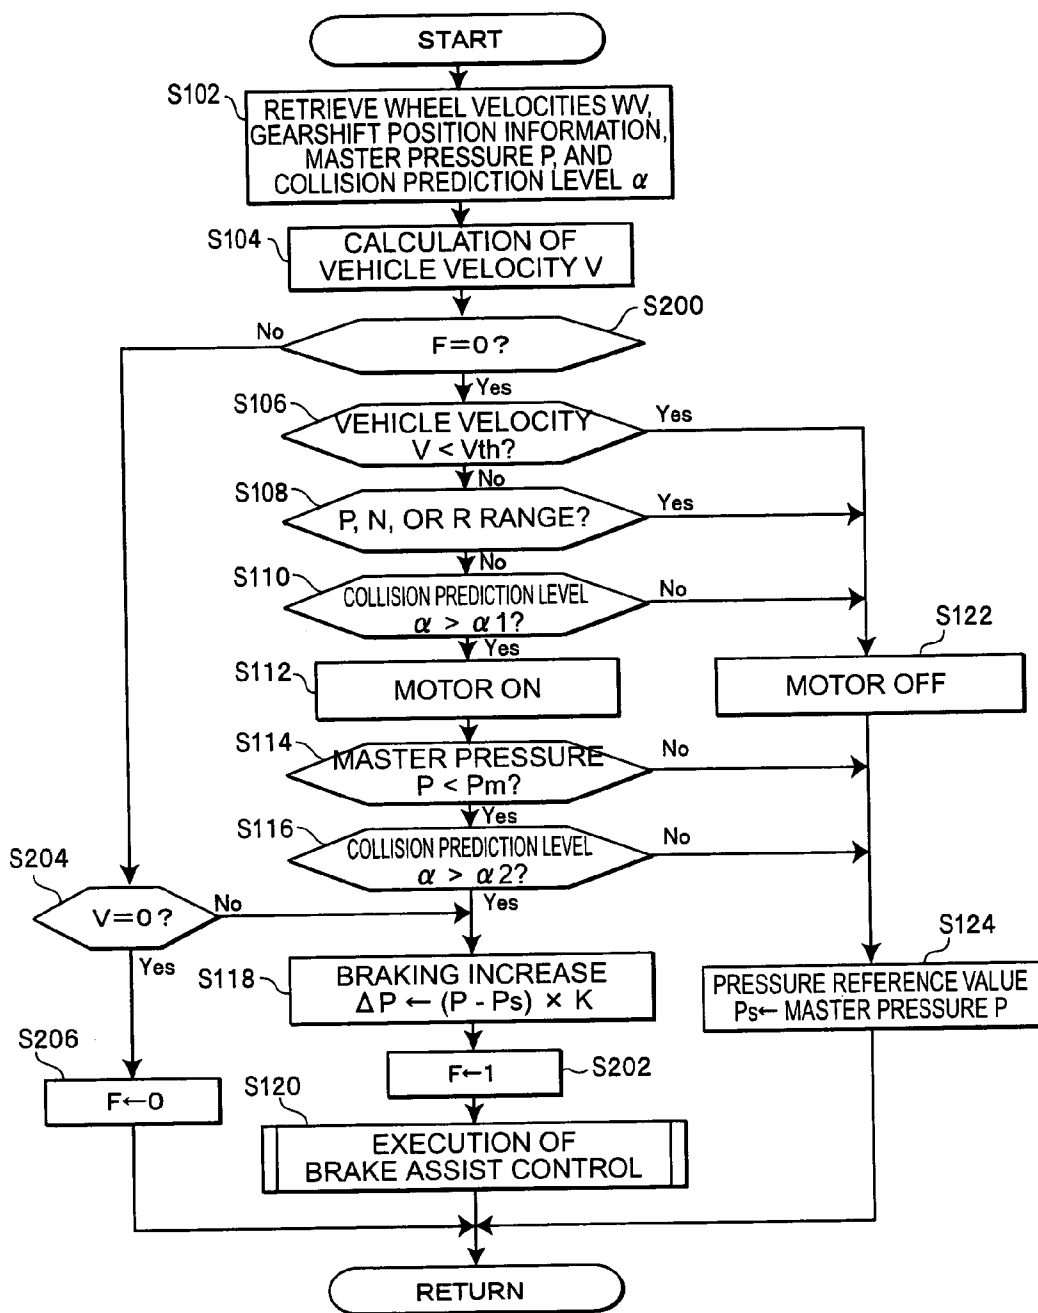 START
S102
RETRIEVE WHEEL VELOCITIES WV,
GEARSHIFT POSITION INFORMATION,
MASTER PRESSURE P, AND
COLLISION PREDICTION LEVEL α
S104
CALCULATION OF
VEHICLE VELOCITY V
S200
F=0?
No
Yes
S106
VEHICLE VELOCITY
V < Vth?
Yes
No
S108
P, N, OR R RANGE?
Yes
No
S110
COLLISION PREDICTION LEVEL
α > α1?
No
Yes
S112
MOTOR ON
S122
MOTOR OFF
S114
MASTER PRESSURE
P < Pm?
No
Yes
S116
COLLISION PREDICTION LEVEL
α > α2?
No
Yes
S204
V=0?
No
Yes
S118
BRAKING INCREASE
ΔP ← (P - Ps) × K
S124
PRESSURE REFERENCE VALUE
Ps← MASTER PRESSURE P
S206
F←0
F←1
S202
S120
EXECUTION OF
BRAKE ASSIST CONTROL
RETURN